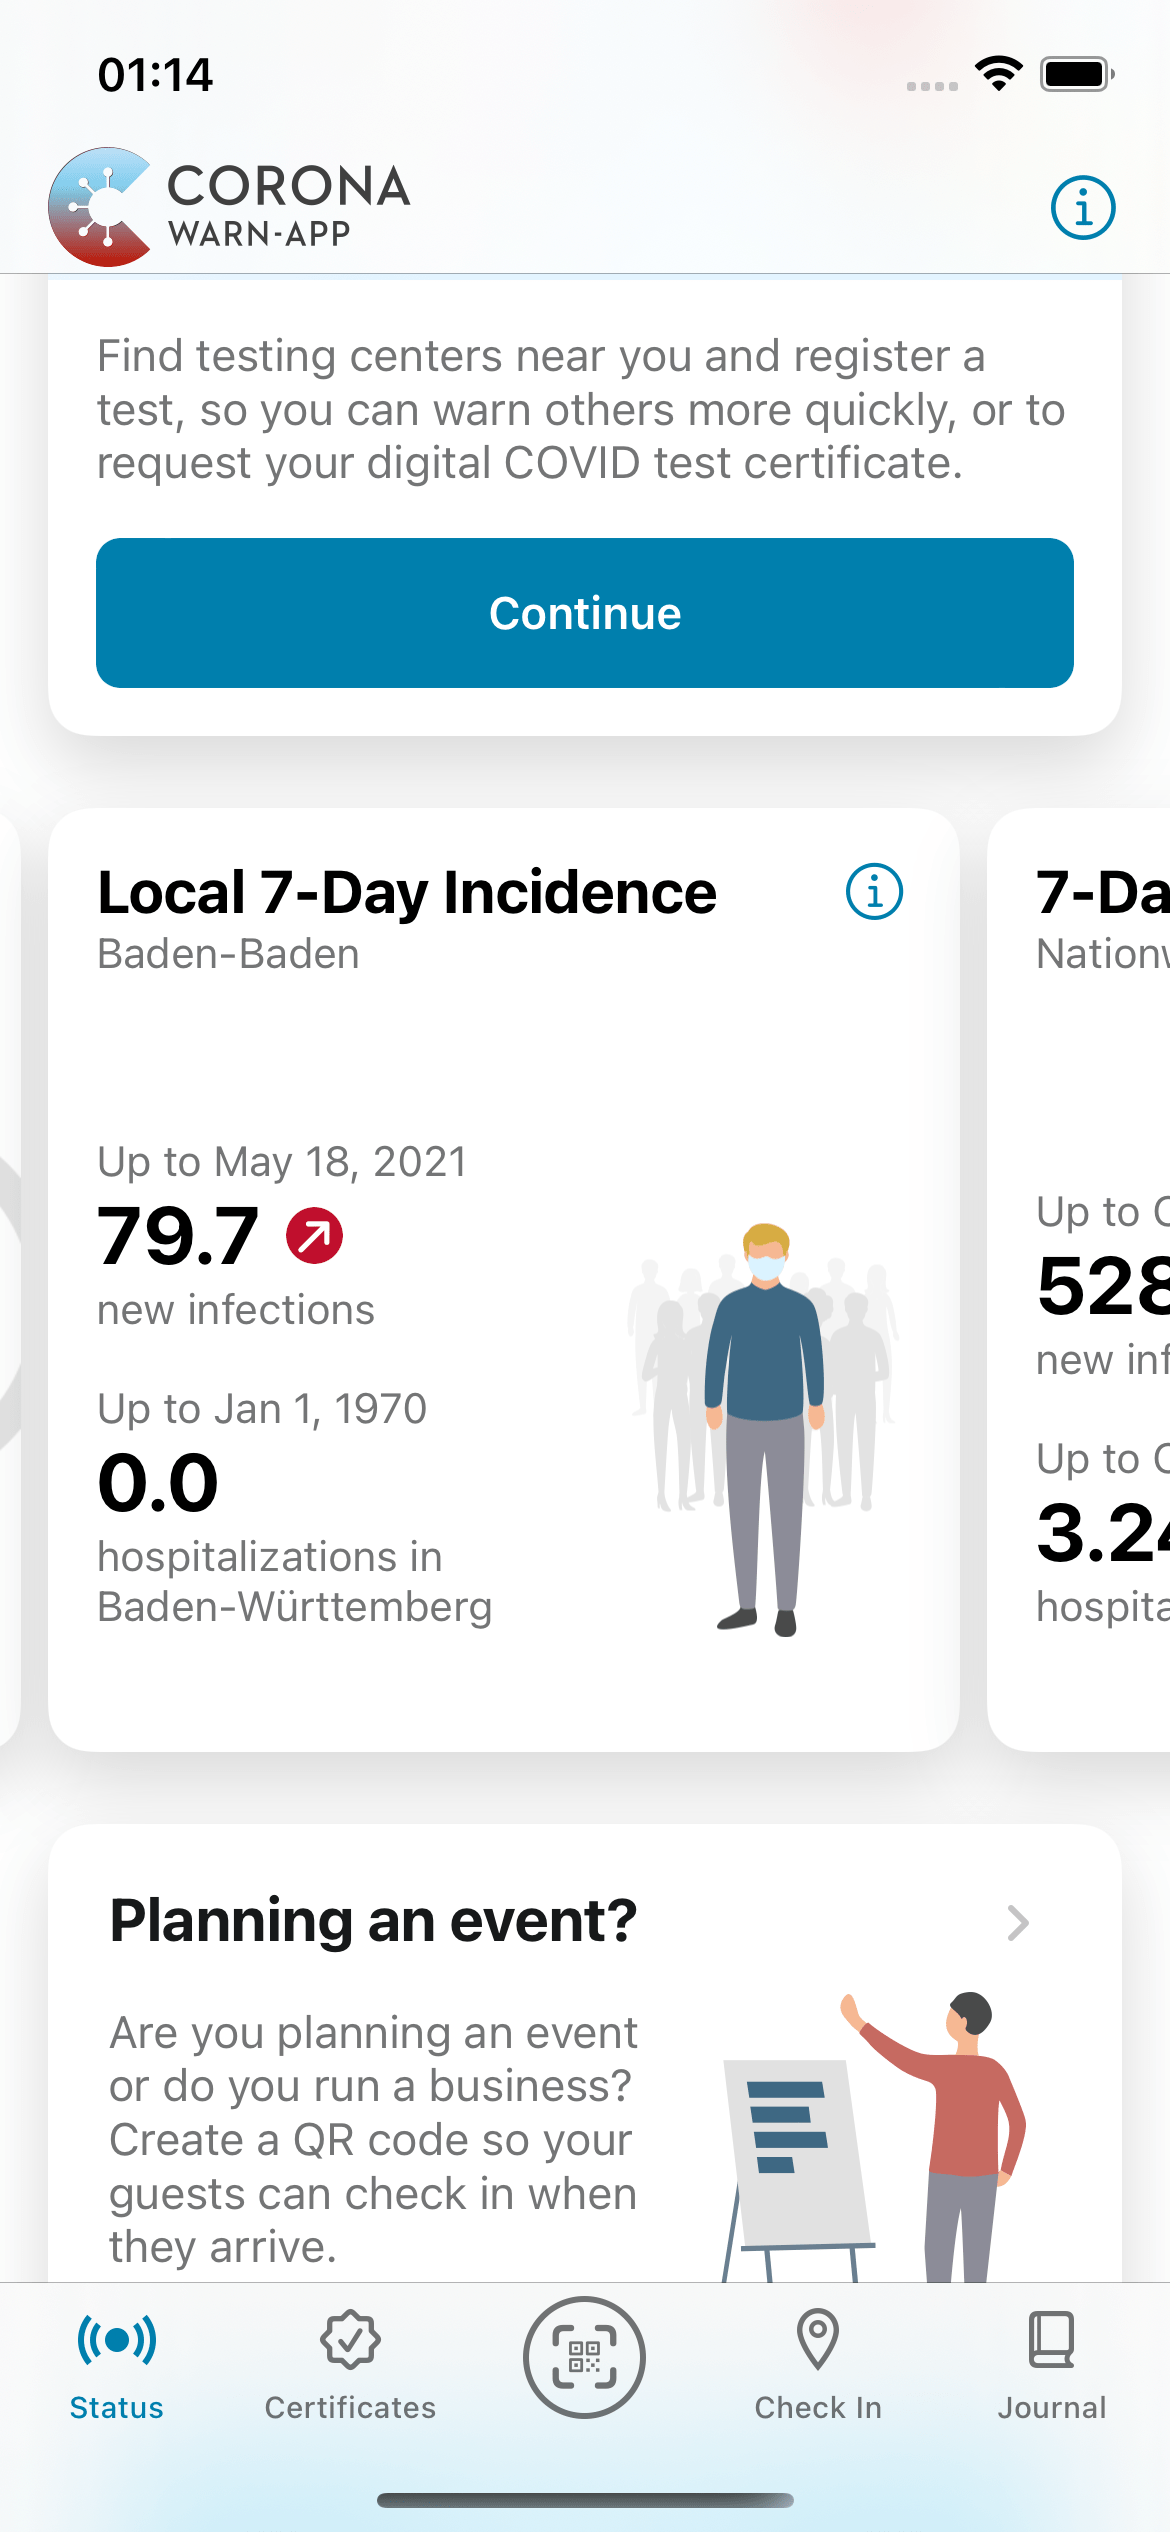 01:14
CORONA
WARN-APP
Find testing centers near you and register a
test, so you can warn others more quickly, or to
request your digital COVID test certificate.
Continue
Local 7-Day Incidence
Baden-Baden
Up to May 18, 2021
79.7
new infections
Up to Jan 1, 1970
0.0
hospitalizations in
Baden-Württemberg
7-Da
Nation
Up to
528
new inf
Up to
3.24
hospita
Planning an event?
Are you planning an event
or do you run a business?
Create a QR code so your
guests can check in when
they arrive.
Status
Certificates
Check In
Journal